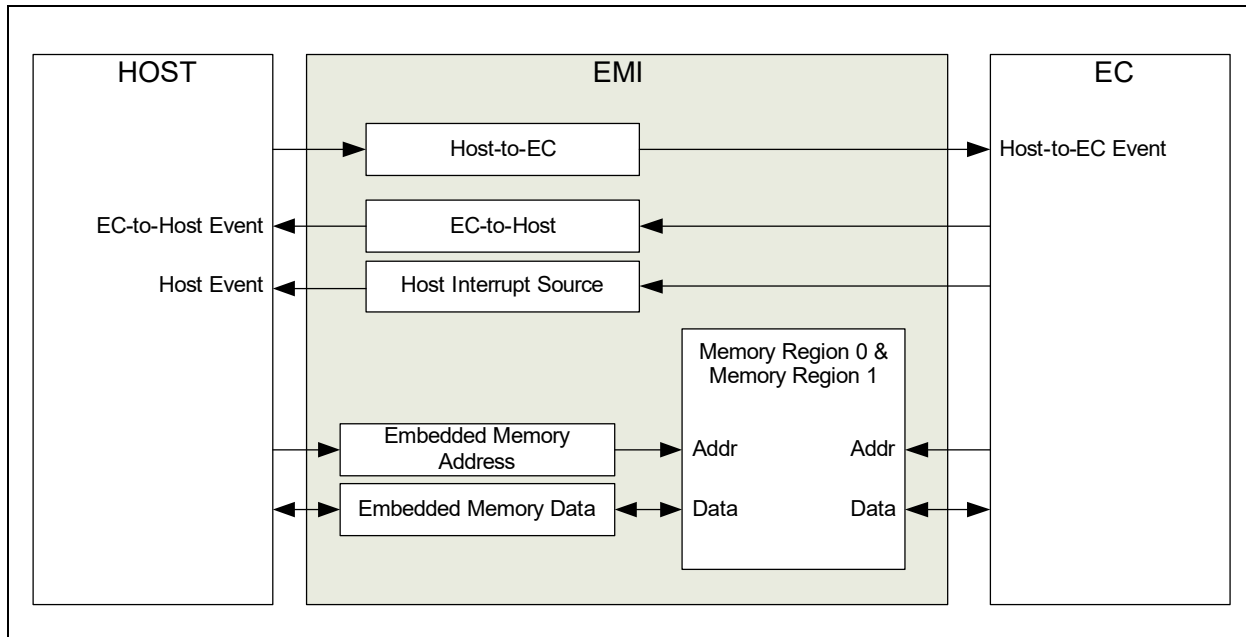 HOST
EMI
EC
Host-to-EC
Host-to-EC Event
EC-to-Host Event
EC-to-Host
Host Event
Host Interrupt Source
Memory Region 0 &
Memory Region 1
Embedded Memory
Address
Addr
Addr
Embedded Memory Data
Data
Data